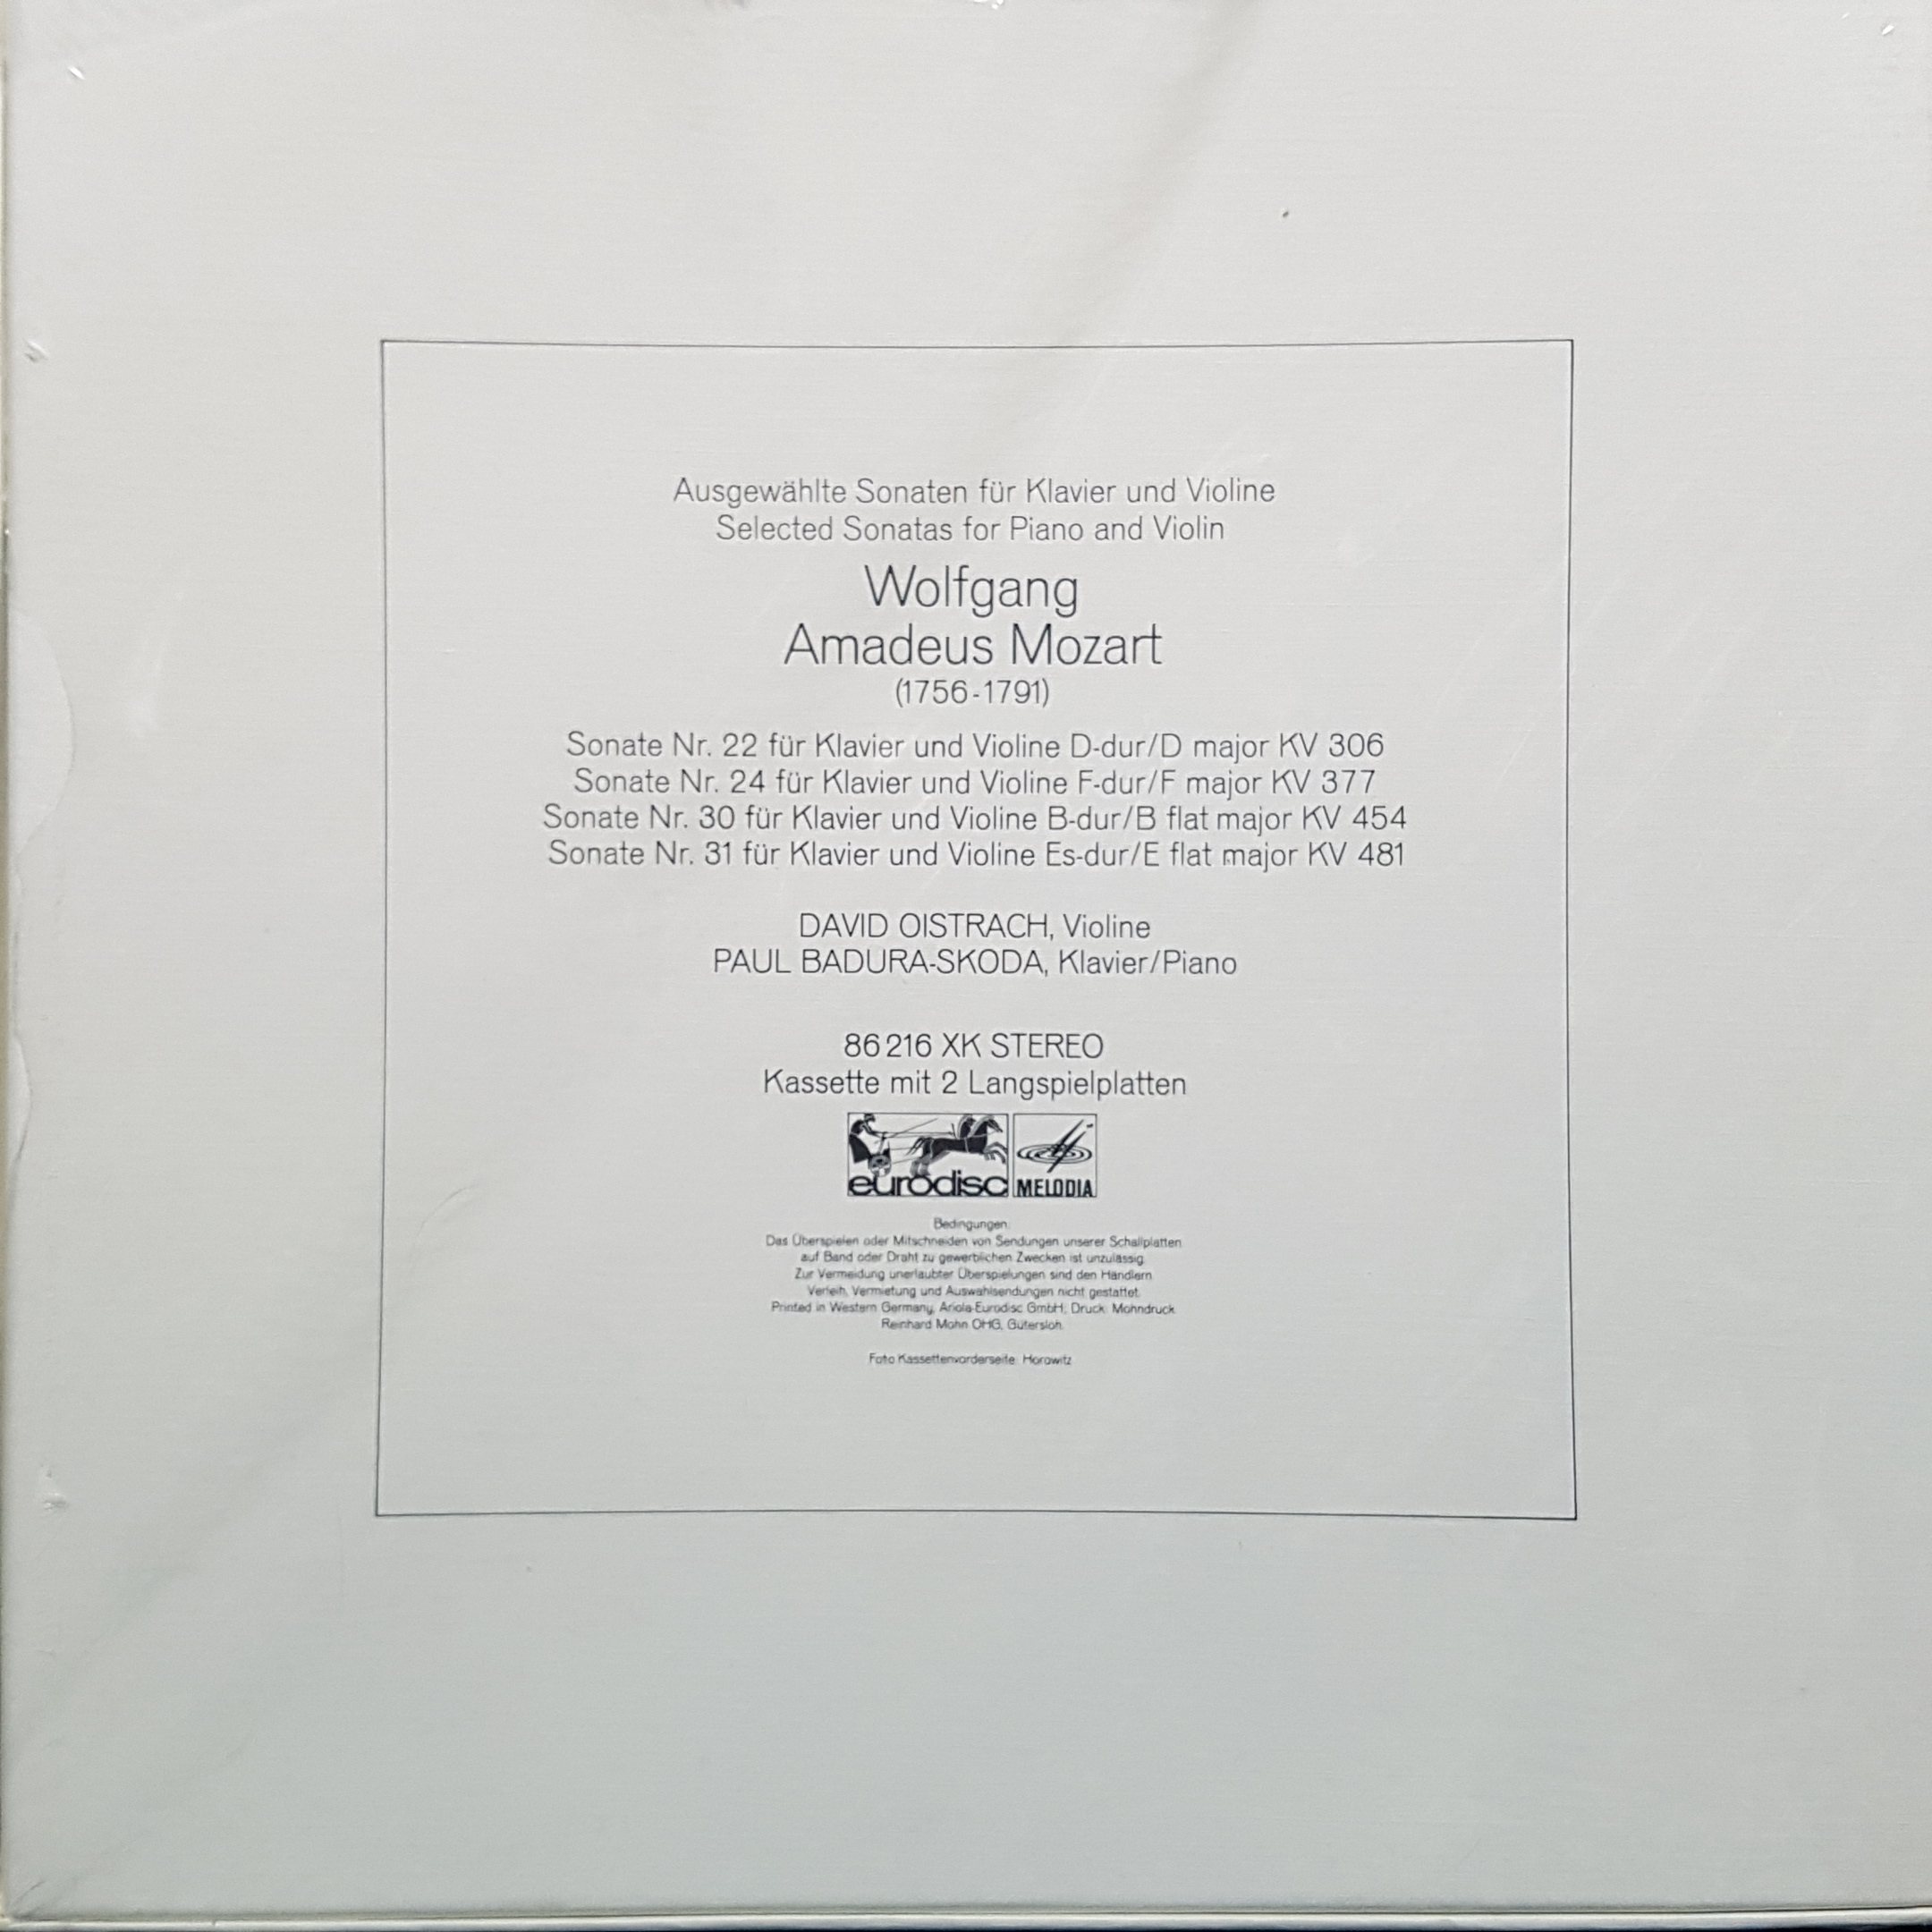 Ausgewählte Sonaten für Klavier und Violine
Selected Sonatas for Piano and Violin
Wolfgang
Amadeus Mozart
(1756-1791)
Sonate Nr. 22 für Klavier und Violine D-dur/D major KV 306
Sonate Nr. 24 für Klavier und Violine F-dur/F major KV 377
Sonate Nr. 30 für Klavier und Violine B-dur/B flat major KV 454
Sonate Nr. 31 für Klavier und Violine Es-dur/E flat major KV 481
DAVID OISTRACH, Violine
PAUL BADURA-SKODA, Klavier/Piano
86 216 XK STEREO
Kassette mit 2 Langspielplatten
eurodisc MELODIA
Bedingungen:
Das Überspielen oder Mitschneiden von Sendungen unserer Schallplatten
auf Band oder Draht zu gewerblichen Zwecken ist unzulässig.
Zur Vermeidung unerlaubter Überspielungen sind den Händlern
Verleih, Vermietung und Auswahlsendungen nicht gestattet.
Printed in Western Germany, Ariola-Eurodisc GmbH; Druck: Mohndruck
Reinhard Mohn OHG, Gütersloh.
Foto Kassettenvorderseite: Horowitz